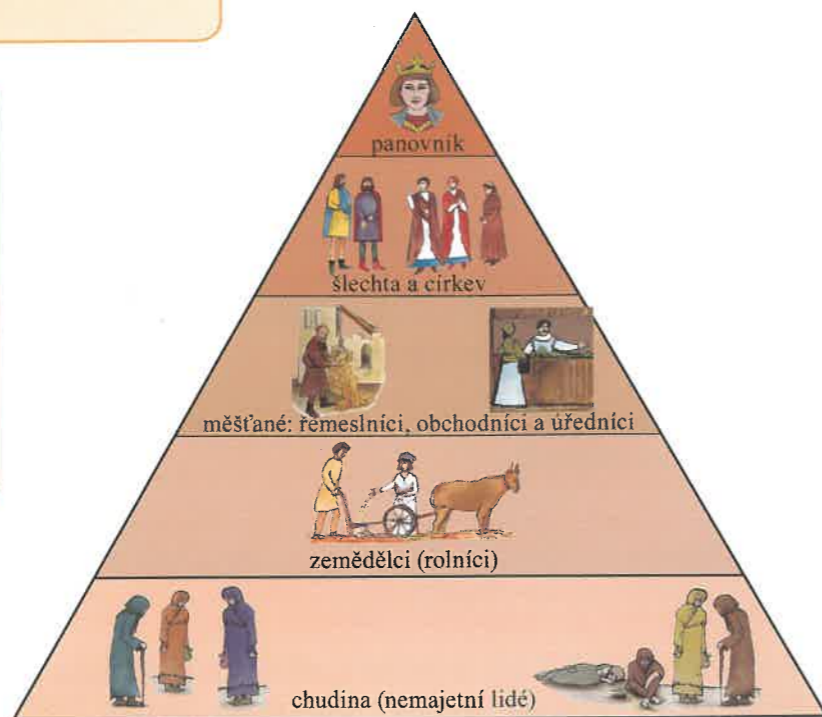 panovník
šlechta a církev
měšťané: řemeslníci, obchodníci a úředníci
zemědělci (rolníci)
chudina (nemajetní lidé)